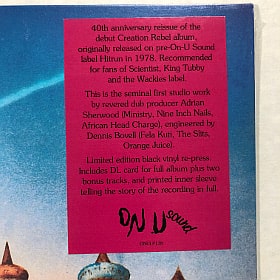 40th anniversary reissue of the
debut Creation Rebel album,
originally released on pre-On-U Sound
label Hitrun in 1978. Recommended
for fans of Scientist, King Tubby
and the Wackies label.
This is the seminal first studio work
by revered dub producer Adrian
Sherwood (Ministry, Nine Inch Nails,
African Head Charge), engineered by
Dennis Bovell (Fela Kuti, The Slits,
Orange Juice).
Limited edition black vinyl re-press.
Includes DL card for full album plus two
bonus tracks, and printed inner sleeve
telling the story of the recording in full.
ON U Sound